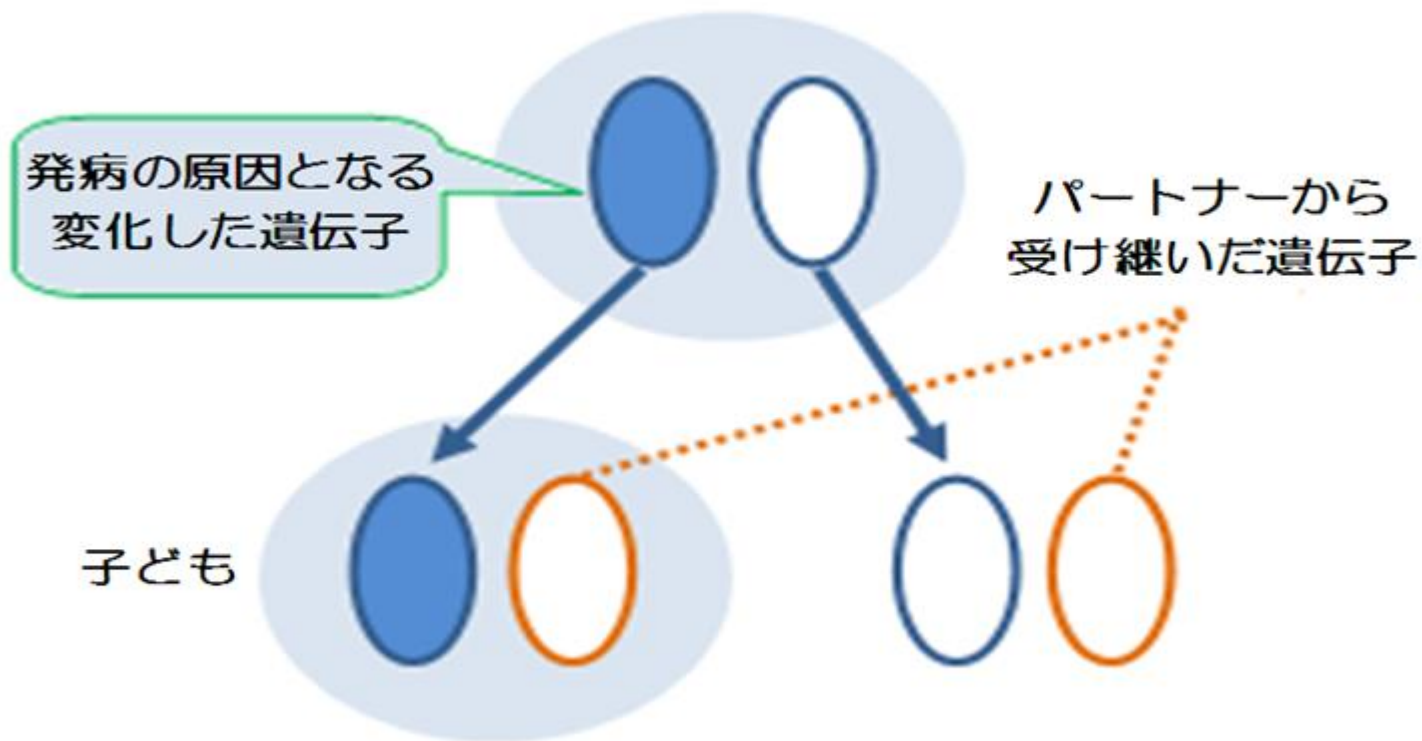 発病の原因となる
変化した遺伝子
パートナーから
受け継いだ遺伝子
子ども